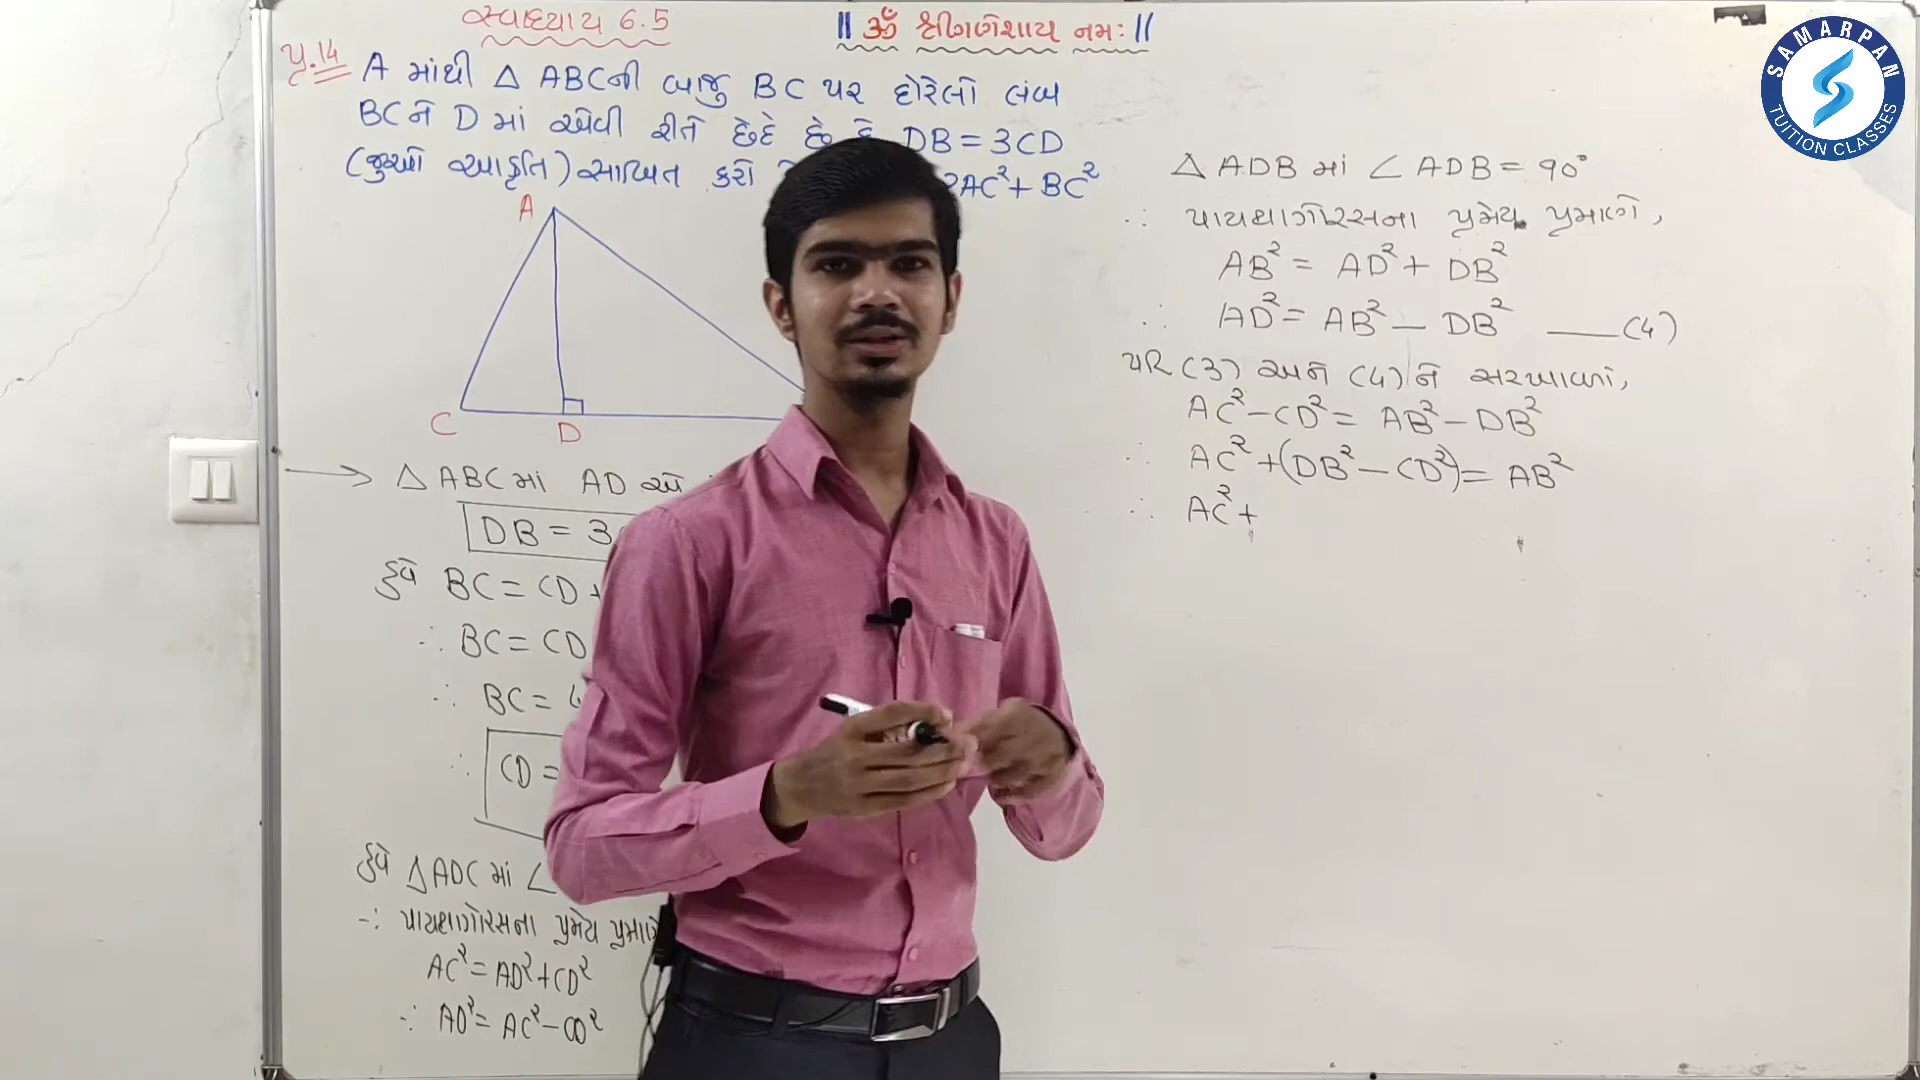 સ્વાધ્યાય 6.5
|| ૐ શ્રીગણેશાય નમઃ ||
પ્ર.14 A માંથી △ ABCની બાજુ BC પર દોરેલો લંબ
BCને D માં એવી રીતે છેદે છે કે DB = 3CD
(જુઓ આકૃતિ) સાબિત કરો 2AC² + BC²
A
C
D
→ △ ABC માં AD એ
DB = 3
હવે BC = CD +
∴ BC = CD
∴ BC = 4
∴ CD =
હવે △ADC માં ∠
∴ પાયથાગોરસના પ્રમેય પ્રમાણે
AC² = AD² + CD²
∴ AD² = AC² - CD²
△ ADB માં ∠ ADB = 90°
∴ પાયથાગોરસના પ્રમેય પ્રમાણે,
AB² = AD² + DB²
∴ AD² = AB² - DB² —— (4)
પરિ (3) અને (4) ને સરખાવતાં,
AC² - CD² = AB² - DB²
∴ AC² + (DB² - CD²) = AB²
∴ AC² +
SAMARPAN
TUITION CLASSES